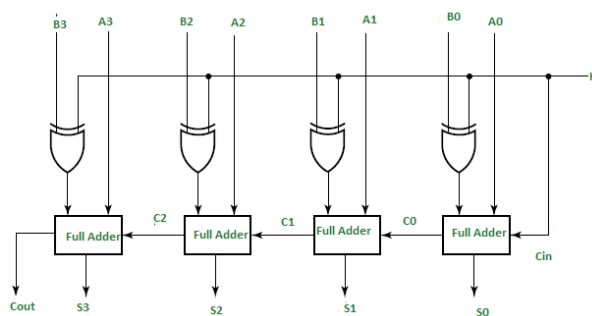 B3 A3 B2 A2 B1 A1 B0 A0
Full Adder C2 Full Adder C1 Full Adder C0 Full Adder
Cin
Cout S3 S2 S1 S0